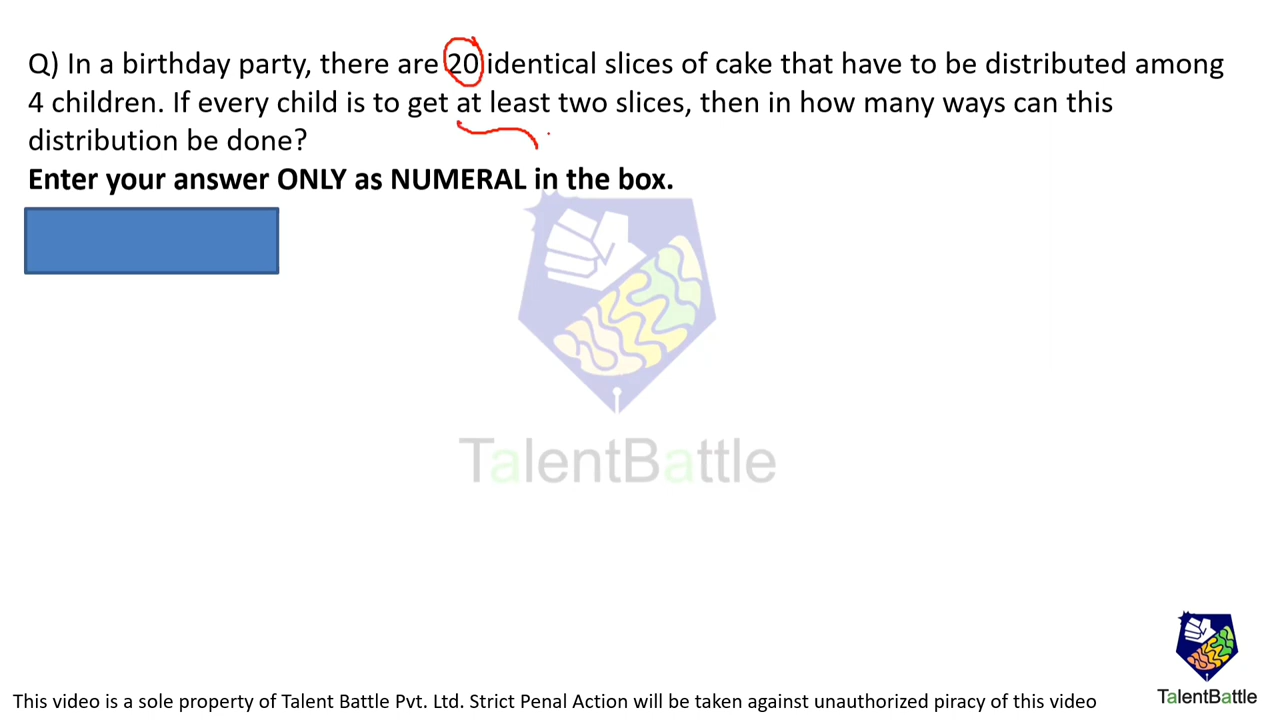 Q) In a birthday party, there are 20 identical slices of cake that have to be distributed among
4 children. If every child is to get at least two slices, then in how many ways can this
distribution be done?
Enter your answer ONLY as NUMERAL in the box.
TalentBattle
TalentBattle
This video is a sole property of Talent Battle Pvt. Ltd. Strict Penal Action will be taken against unauthorized piracy of this video